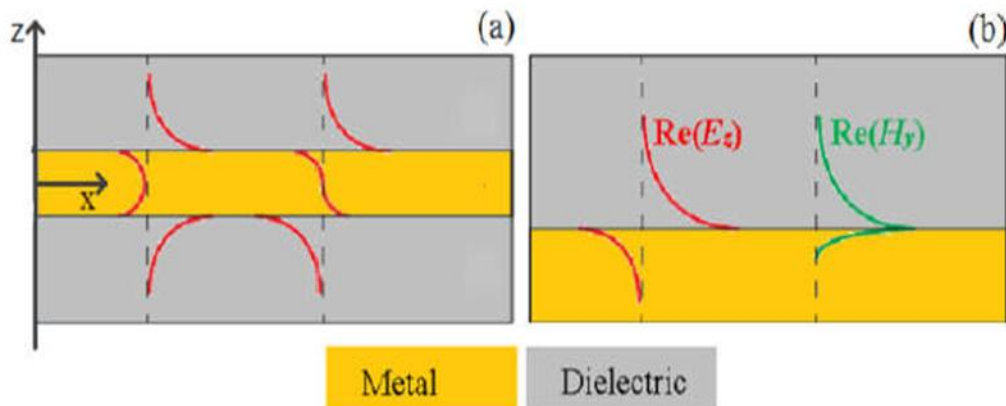 z
(a)
(b)
Re(Ez)
Re(Hy)
x
Metal
Dielectric